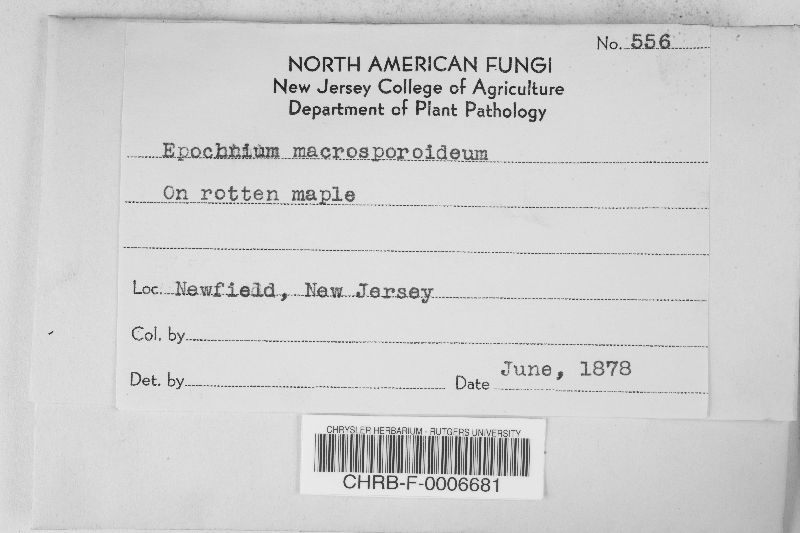 No. 556
NORTH AMERICAN FUNGI
New Jersey College of Agriculture
Department of Plant Pathology
Epochnium macrosporoideum
On rotten maple
Loc. Newfield, New Jersey
Col. by
Det. by
Date June, 1878
CHRYSLER HERBARIUM - RUTGERS UNIVERSITY
CHRB-F-0006681